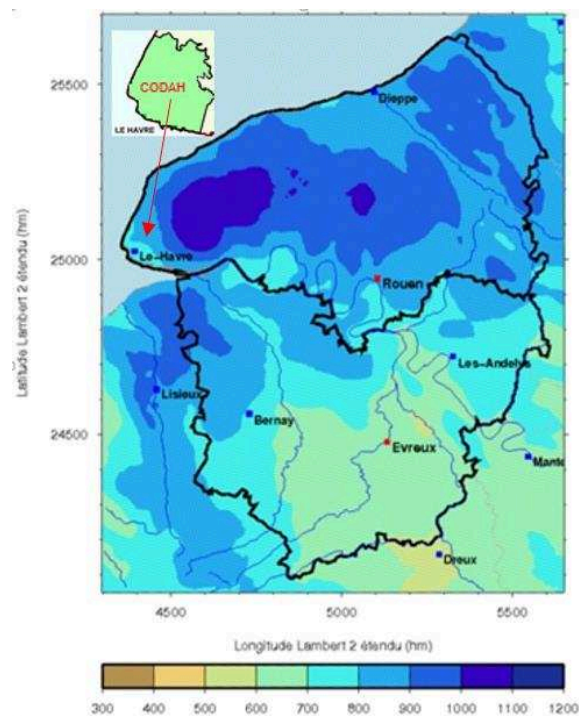 CODAH
LE HAVRE
25500
25000
24500
Latitude Lambert 2 étendu (hm)
Dieppe
Le-Havre
Rouen
Les-Andelys
Lisieux
Bernay
Evreux
Dreux
4500 5000 5500
Longitude Lambert 2 étendu (hm)
300 400 500 600 700 800 900 1000 1100 1200